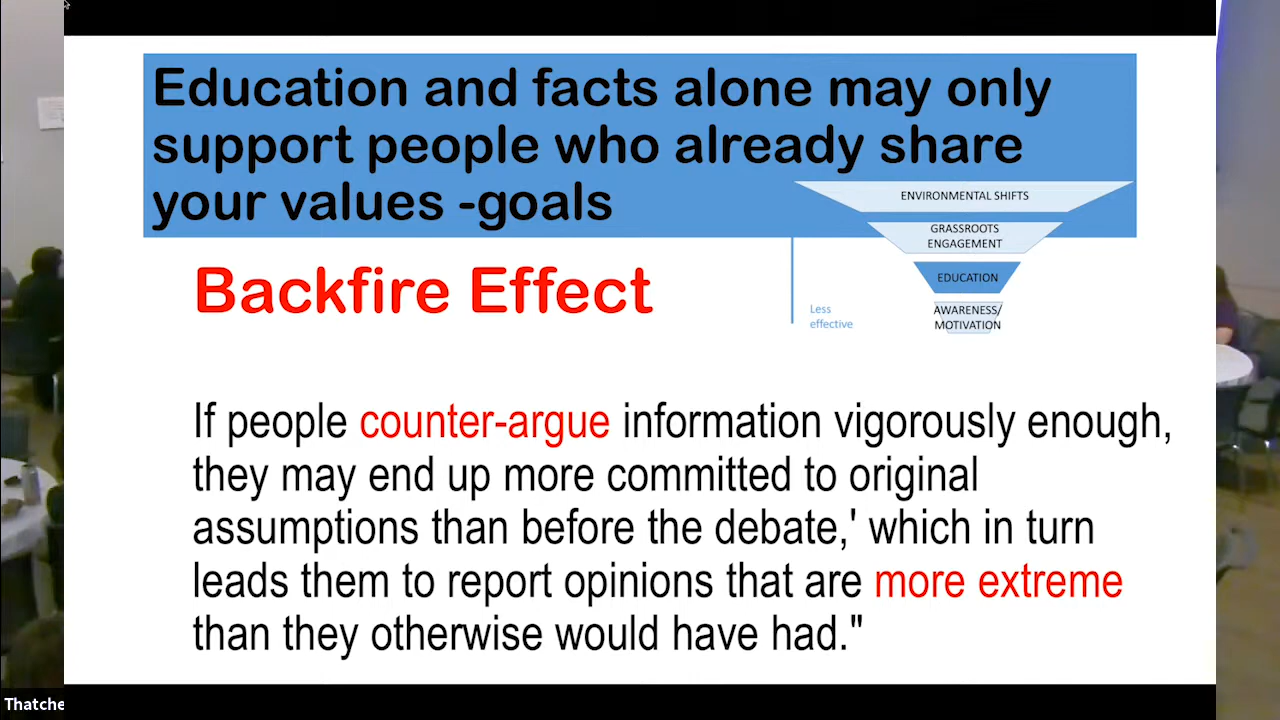 Education and facts alone may only
support people who already share
your values -goals
ENVIRONMENTAL SHIFTS
GRASSROOTS
ENGAGEMENT
EDUCATION
AWARENESS/
MOTIVATION
Less
effective
Backfire Effect
If people counter-argue information vigorously enough,
they may end up more committed to original
assumptions than before the debate,' which in turn
leads them to report opinions that are more extreme
than they otherwise would have had."
Thatche